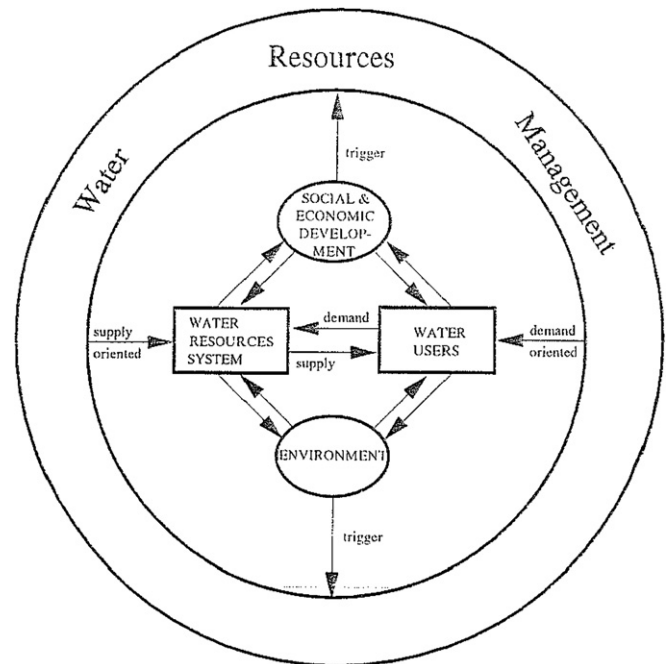 Water
Resources
Management
trigger
SOCIAL &
ECONOMIC
DEVELOP-
MENT
supply
oriented
WATER
RESOURCES
SYSTEM
demand
supply
WATER
USERS
demand
oriented
ENVIRONMENT
trigger